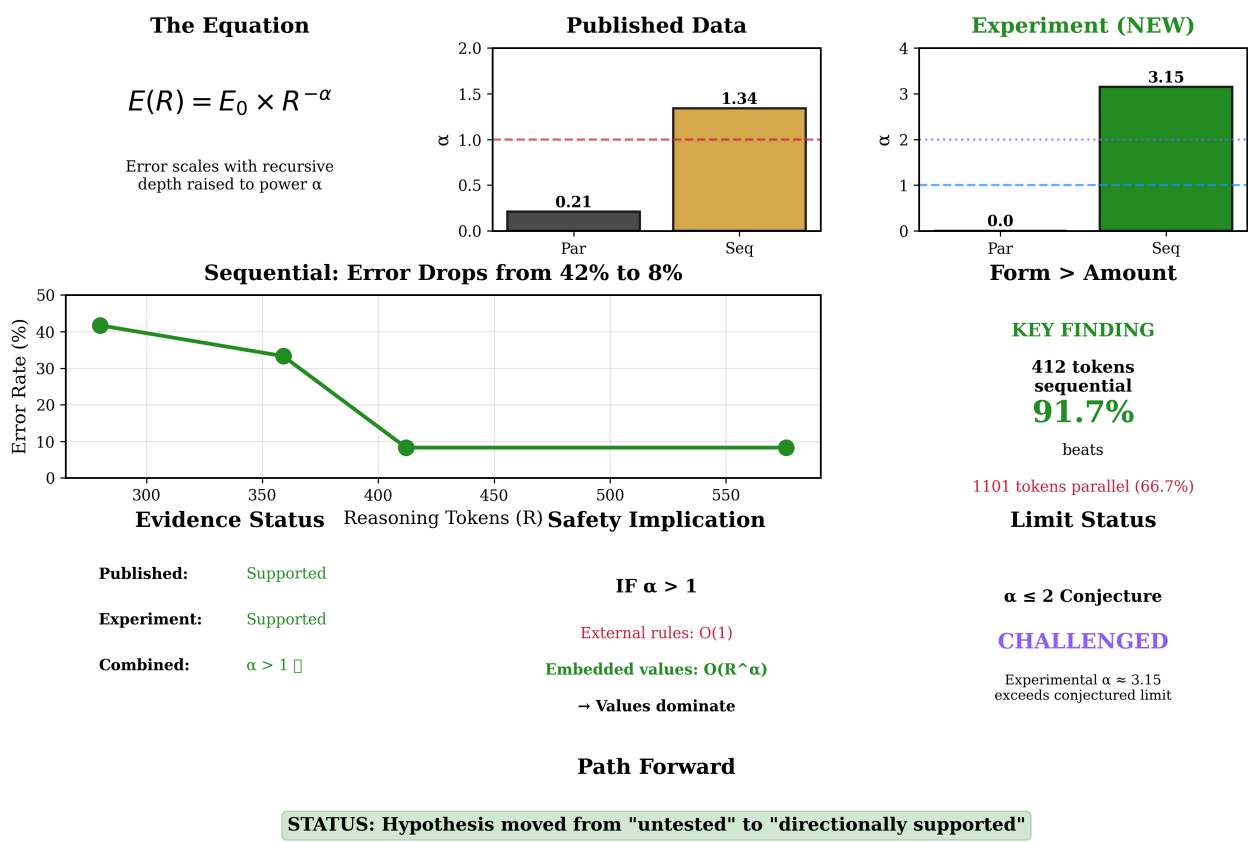 The Equation
E(R) = E₀ × R⁻ᵅ
Error scales with recursive
depth raised to power α
Published Data
2.0
1.5
1.0
0.5
0.0
α
0.21
1.34
Par
Seq
Experiment (NEW)
4
3
2
1
0
α
0.0
3.15
Par
Seq
Sequential: Error Drops from 42% to 8%
50
40
30
20
10
0
Error Rate (%)
300
350
400
450
500
550
Reasoning Tokens (R)
Form > Amount
KEY FINDING
412 tokens
sequential
91.7%
beats
1101 tokens parallel (66.7%)
Evidence Status
Published: Supported
Experiment: Supported
Combined: α > 1 
Safety Implication
IF α > 1
External rules: O(1)
Embedded values: O(R^α)
→ Values dominate
Limit Status
α ≤ 2 Conjecture
CHALLENGED
Experimental α ≈ 3.15
exceeds conjectured limit
Path Forward
STATUS: Hypothesis moved from "untested" to "directionally supported"